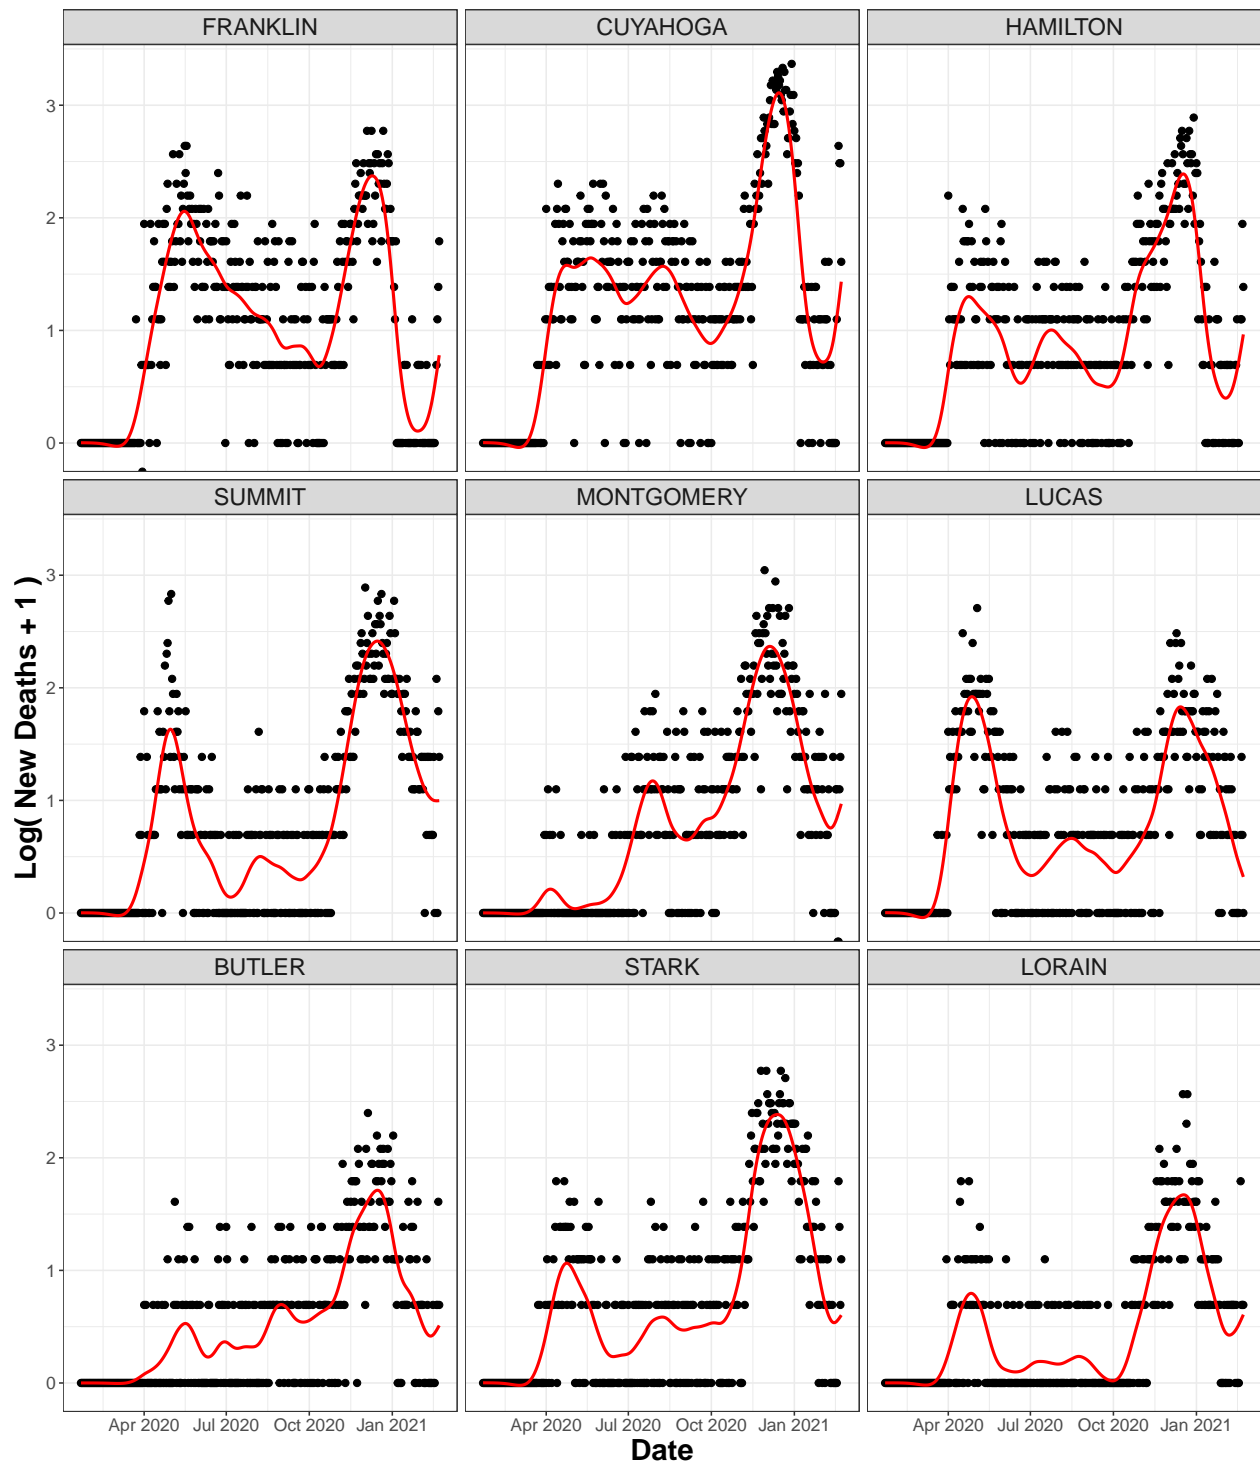 FRANKLIN CUYAHOGA HAMILTON
3
2
1
0
SUMMIT MONTGOMERY LUCAS
Log( New Deaths + 1 )
3
2
1
0
BUTLER STARK LORAIN
3
2
1
0
Apr 2020 Jul 2020 Oct 2020 Jan 2021 Apr 2020 Jul 2020 Oct 2020 Jan 2021 Apr 2020 Jul 2020 Oct 2020 Jan 2021
Date